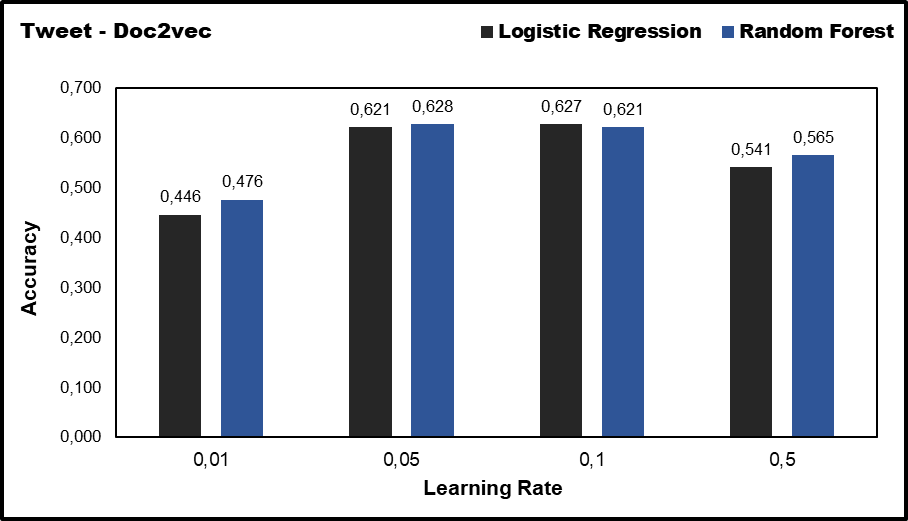 Tweet - Doc2vec
Logistic Regression Random Forest
0,700
0,600
0,500
0,400
0,300
0,200
0,100
0,000
Accuracy
0,446 0,476 0,621 0,628 0,627 0,621 0,541 0,565
0,01 0,05 0,1 0,5
Learning Rate